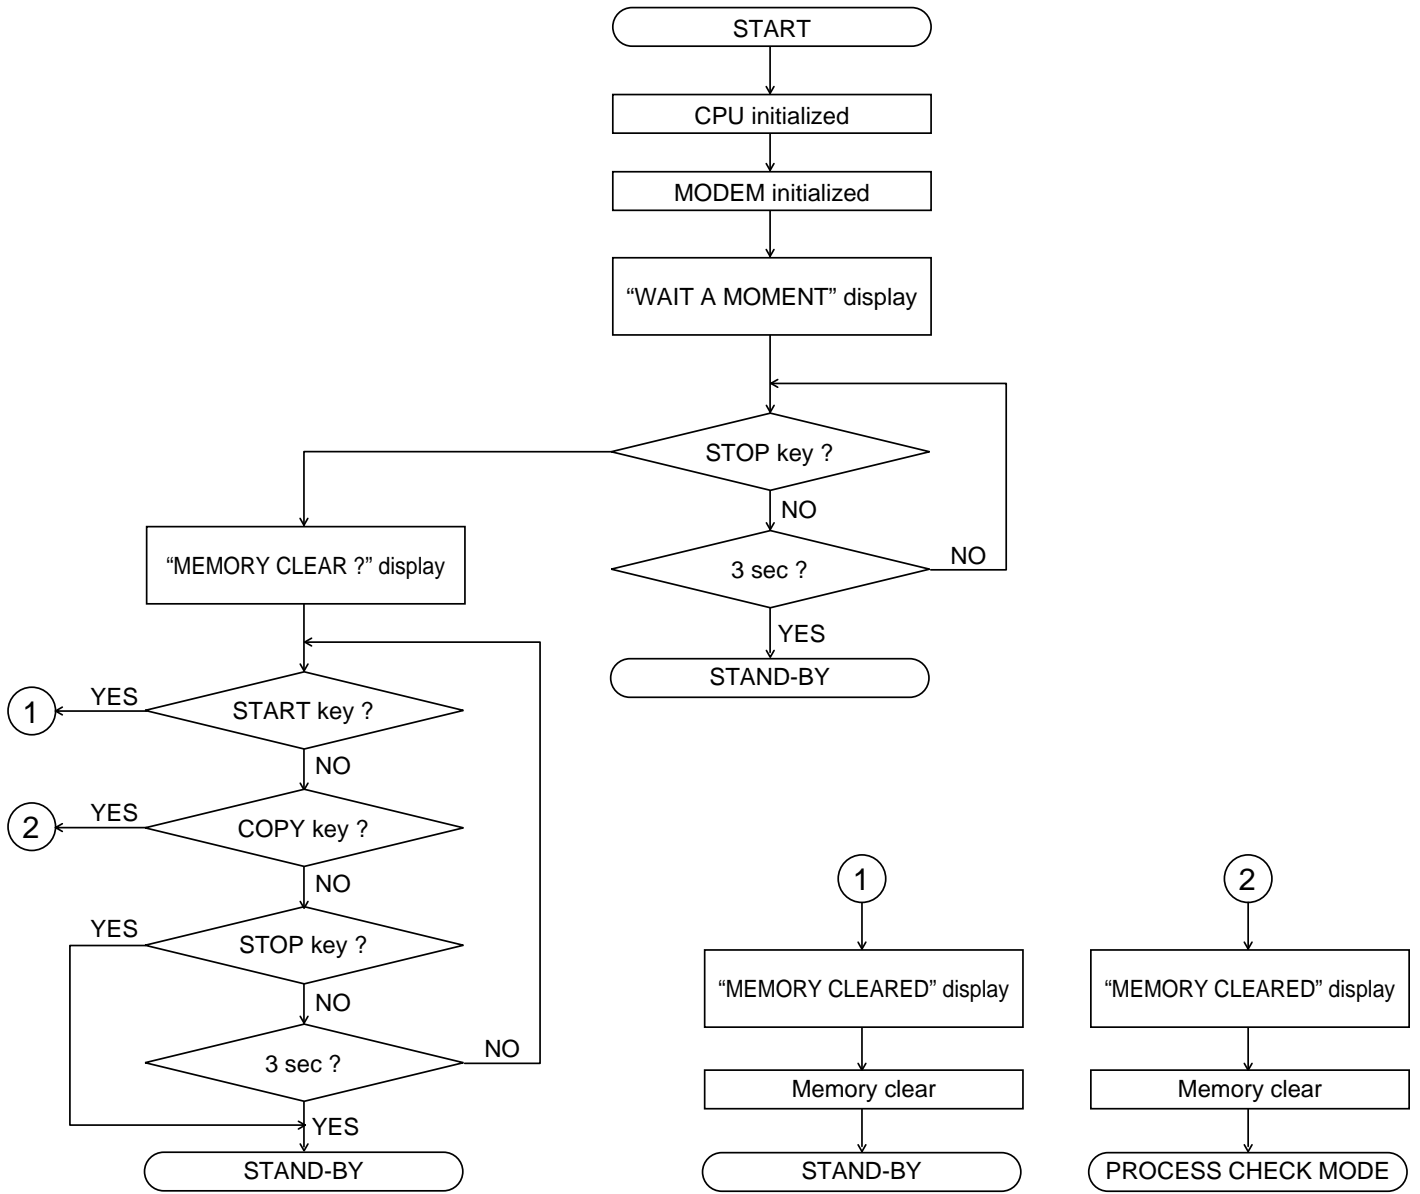 START
CPU initialized
MODEM initialized
“WAIT A MOMENT” display
STOP key ?
NO
“MEMORY CLEAR ?” display
3 sec ?
NO
YES
STAND-BY
YES
START key ?
1
NO
YES
COPY key ?
2
NO
YES
STOP key ?
NO
3 sec ?
NO
YES
STAND-BY
1
“MEMORY CLEARED” display
Memory clear
STAND-BY
2
“MEMORY CLEARED” display
Memory clear
PROCESS CHECK MODE